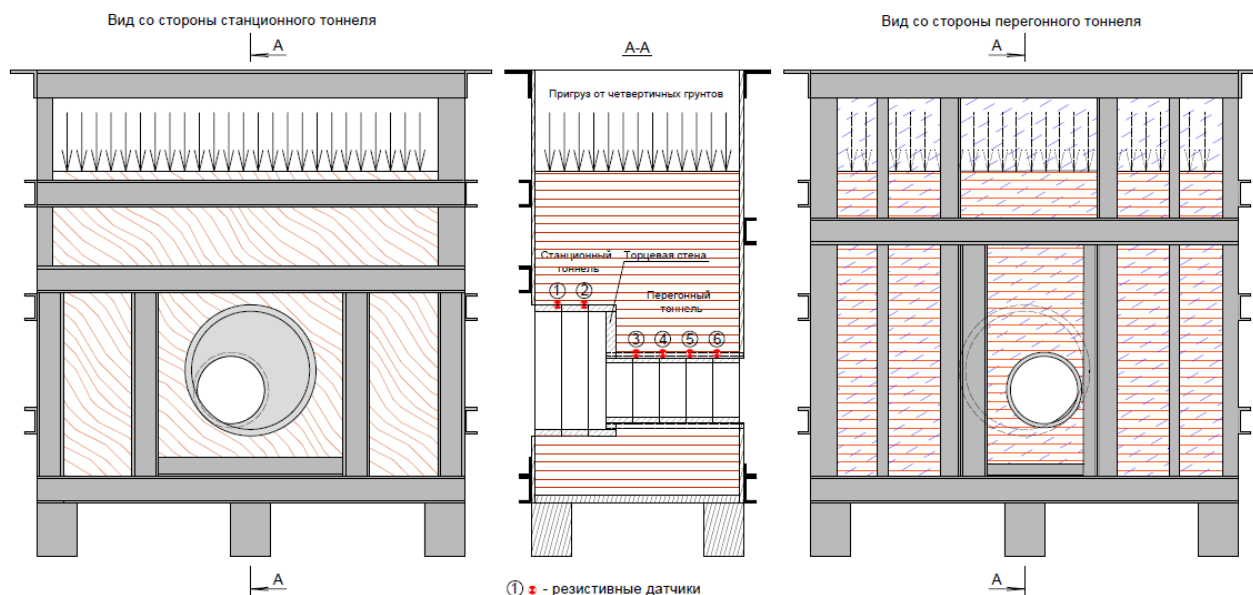 Вид со стороны станционного тоннеля
Вид со стороны перегонного тоннеля
А
А-А
А
Пригруз от четвертичных грунтов
Станционный
тоннель
Торцевая стена
Перегонный
тоннель
1 2
3 4 5 6
А
А
1 - резистивные датчики